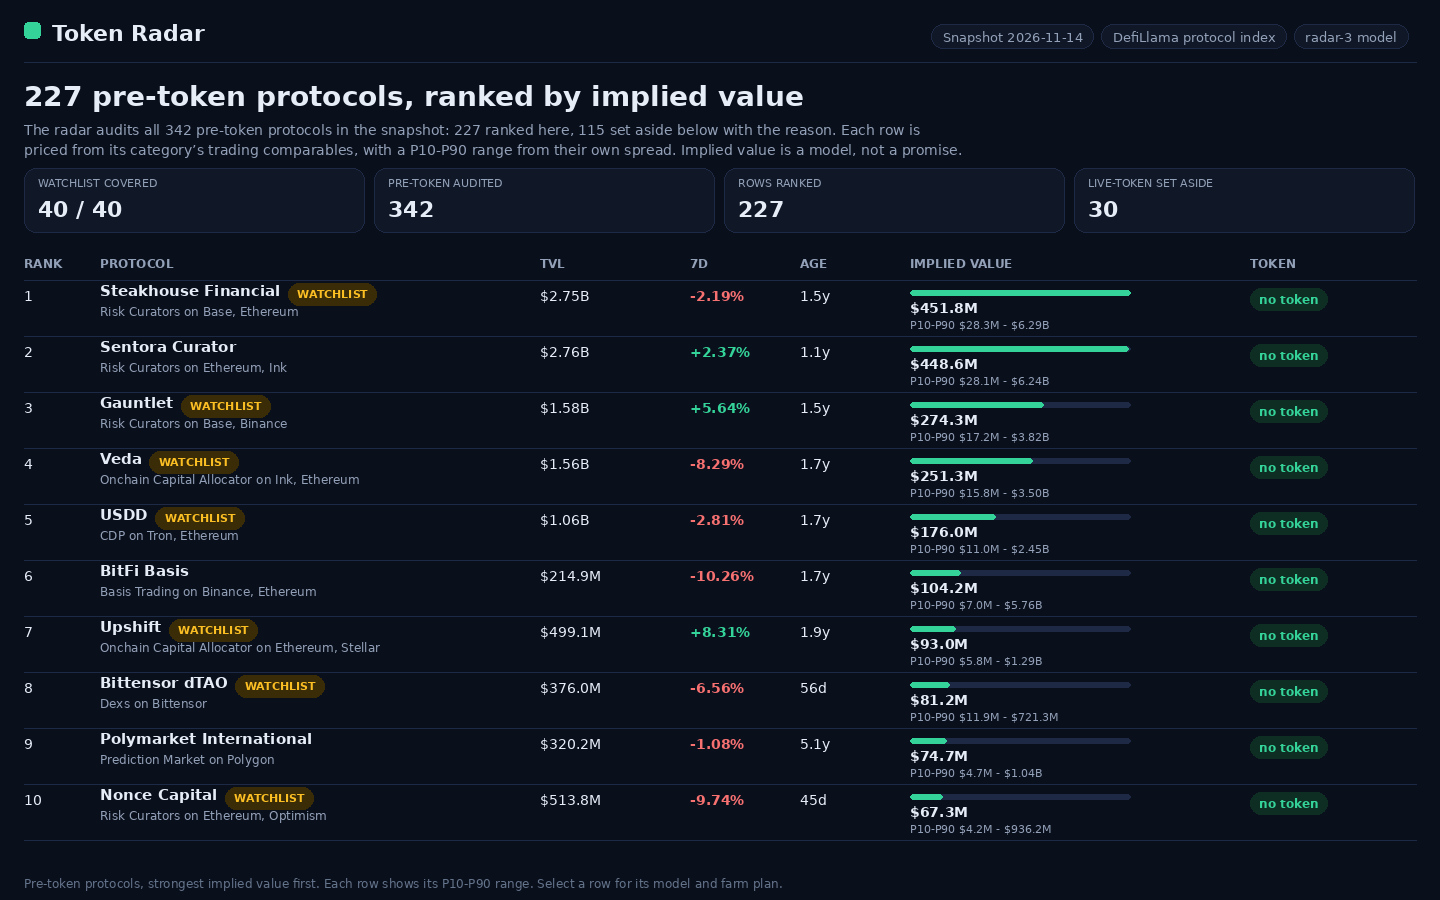 Token Radar
Snapshot 2026-11-14
DefiLlama protocol index
radar-3 model
227 pre-token protocols, ranked by implied value
The radar audits all 342 pre-token protocols in the snapshot: 227 ranked here, 115 set aside below with the reason. Each row is
priced from its category’s trading comparables, with a P10-P90 range from their own spread. Implied value is a model, not a promise.
WATCHLIST COVERED
40 / 40
PRE-TOKEN AUDITED
342
ROWS RANKED
227
LIVE-TOKEN SET ASIDE
30
RANK PROTOCOL TVL 7D AGE IMPLIED VALUE TOKEN
1 Steakhouse Financial WATCHLIST $2.75B -2.19% 1.5y $451.8M no token
Risk Curators on Base, Ethereum P10-P90 $28.3M - $6.29B
2 Sentora Curator $2.76B +2.37% 1.1y $448.6M no token
Risk Curators on Ethereum, Ink P10-P90 $28.1M - $6.24B
3 Gauntlet WATCHLIST $1.58B +5.64% 1.5y $274.3M no token
Risk Curators on Base, Binance P10-P90 $17.2M - $3.82B
4 Veda WATCHLIST $1.56B -8.29% 1.7y $251.3M no token
Onchain Capital Allocator on Ink, Ethereum P10-P90 $15.8M - $3.50B
5 USDD WATCHLIST $1.06B -2.81% 1.7y $176.0M no token
CDP on Tron, Ethereum P10-P90 $11.0M - $2.45B
6 BitFi Basis $214.9M -10.26% 1.7y $104.2M no token
Basis Trading on Binance, Ethereum P10-P90 $7.0M - $5.76B
7 Upshift WATCHLIST $499.1M +8.31% 1.9y $93.0M no token
Onchain Capital Allocator on Ethereum, Stellar P10-P90 $5.8M - $1.29B
8 Bittensor dTAO WATCHLIST $376.0M -6.56% 56d $81.2M no token
Dexs on Bittensor P10-P90 $11.9M - $721.3M
9 Polymarket International $320.2M -1.08% 5.1y $74.7M no token
Prediction Market on Polygon P10-P90 $4.7M - $1.04B
10 Nonce Capital WATCHLIST $513.8M -9.74% 45d $67.3M no token
Risk Curators on Ethereum, Optimism P10-P90 $4.2M - $936.2M
Pre-token protocols, strongest implied value first. Each row shows its P10-P90 range. Select a row for its model and farm plan.